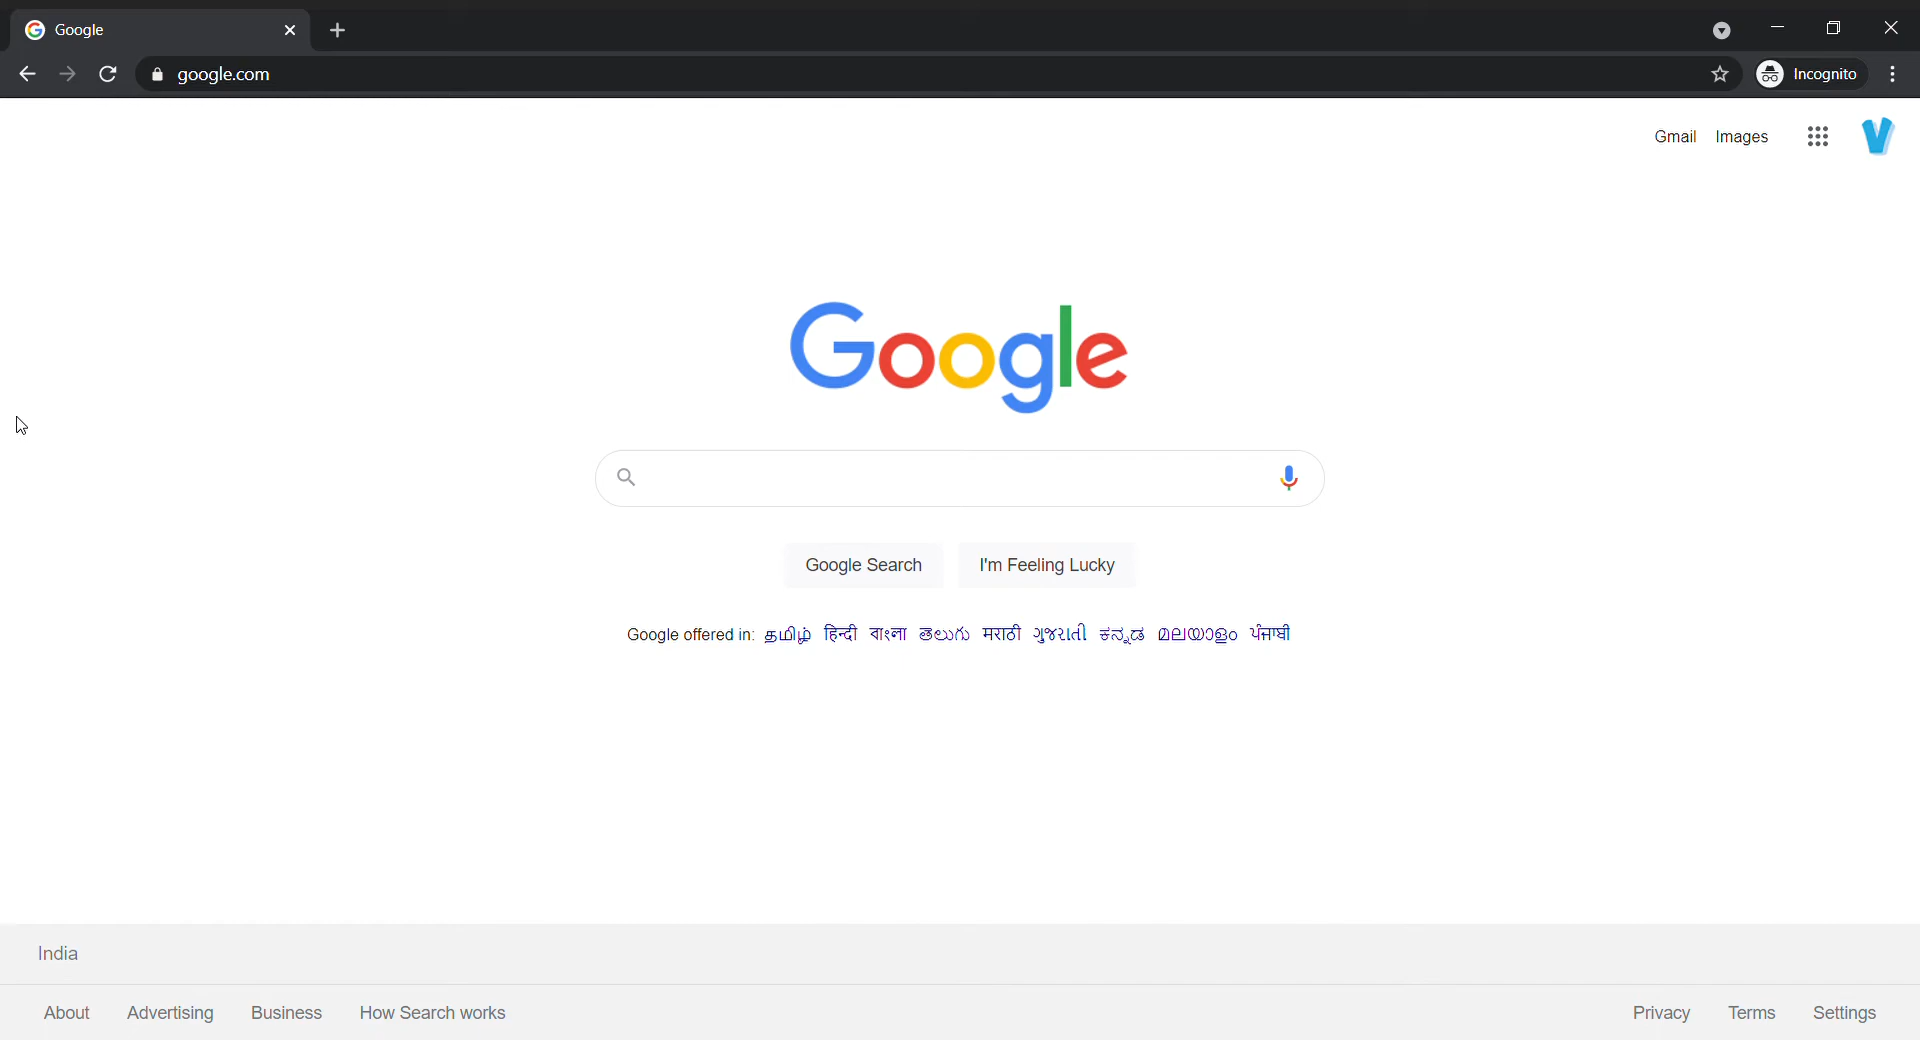 Google
google.com
Incognito
Gmail Images
Google
Google Search I'm Feeling Lucky
Google offered in: தமிழ் हिन्दी বাংলা తెలుగు मराठी ગુજરાતી ಕನ್ನಡ മലയാളം ਪੰਜਾਬੀ
India
About Advertising Business How Search works Privacy Terms Settings